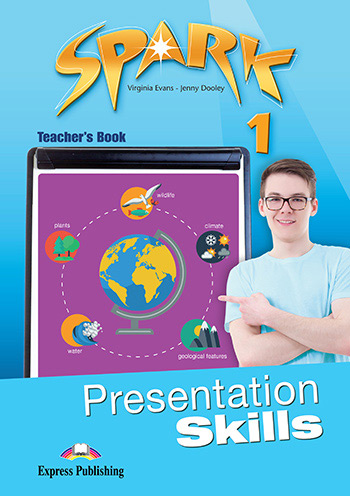 SPARK
Virginia Evans - Jenny Dooley
1
Teacher's Book
wildlife
plants
climate
water
geological features
Presentation
Skills
Express Publishing